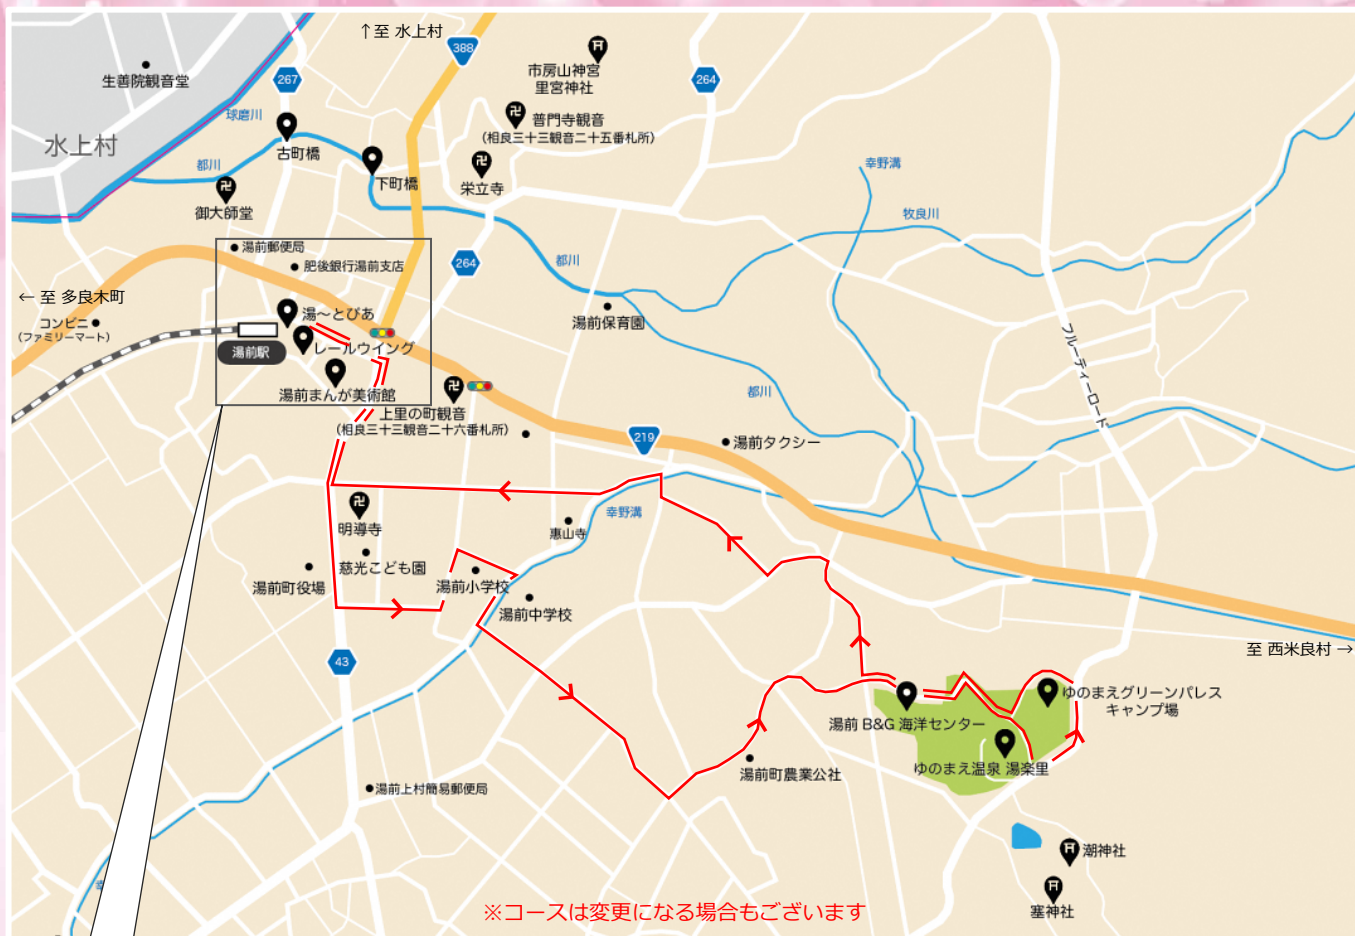 ↑至 水上村
388
市房山神宮
里宮神社
264
生善院観音堂
267
球磨川
普門寺観音
（相良三十三観音二十五番札所）
水上村
古町橋
都川
下町橋
栄立寺
幸野溝
御大師堂
牧良川
湯前郵便局
肥後銀行湯前支店
264
都川
← 至 多良木町
コンビニ
（ファミリーマート）
湯〜とぴあ
湯前保育園
湯前駅
レールウイング
フルーティーロード
湯前まんが美術館
都川
上里の町観音
（相良三十三観音二十六番札所）
219
湯前タクシー
明導寺
幸野溝
恵山寺
慈光こども園
湯前町役場
湯前小学校
湯前中学校
43
至 西米良村 →
ゆのまえグリーンパレス
キャンプ場
湯前 B&G 海洋センター
ゆのまえ温泉 湯楽里
湯前町農業公社
湯前上村簡易郵便局
潮神社
塞神社
※コースは変更になる場合もございます